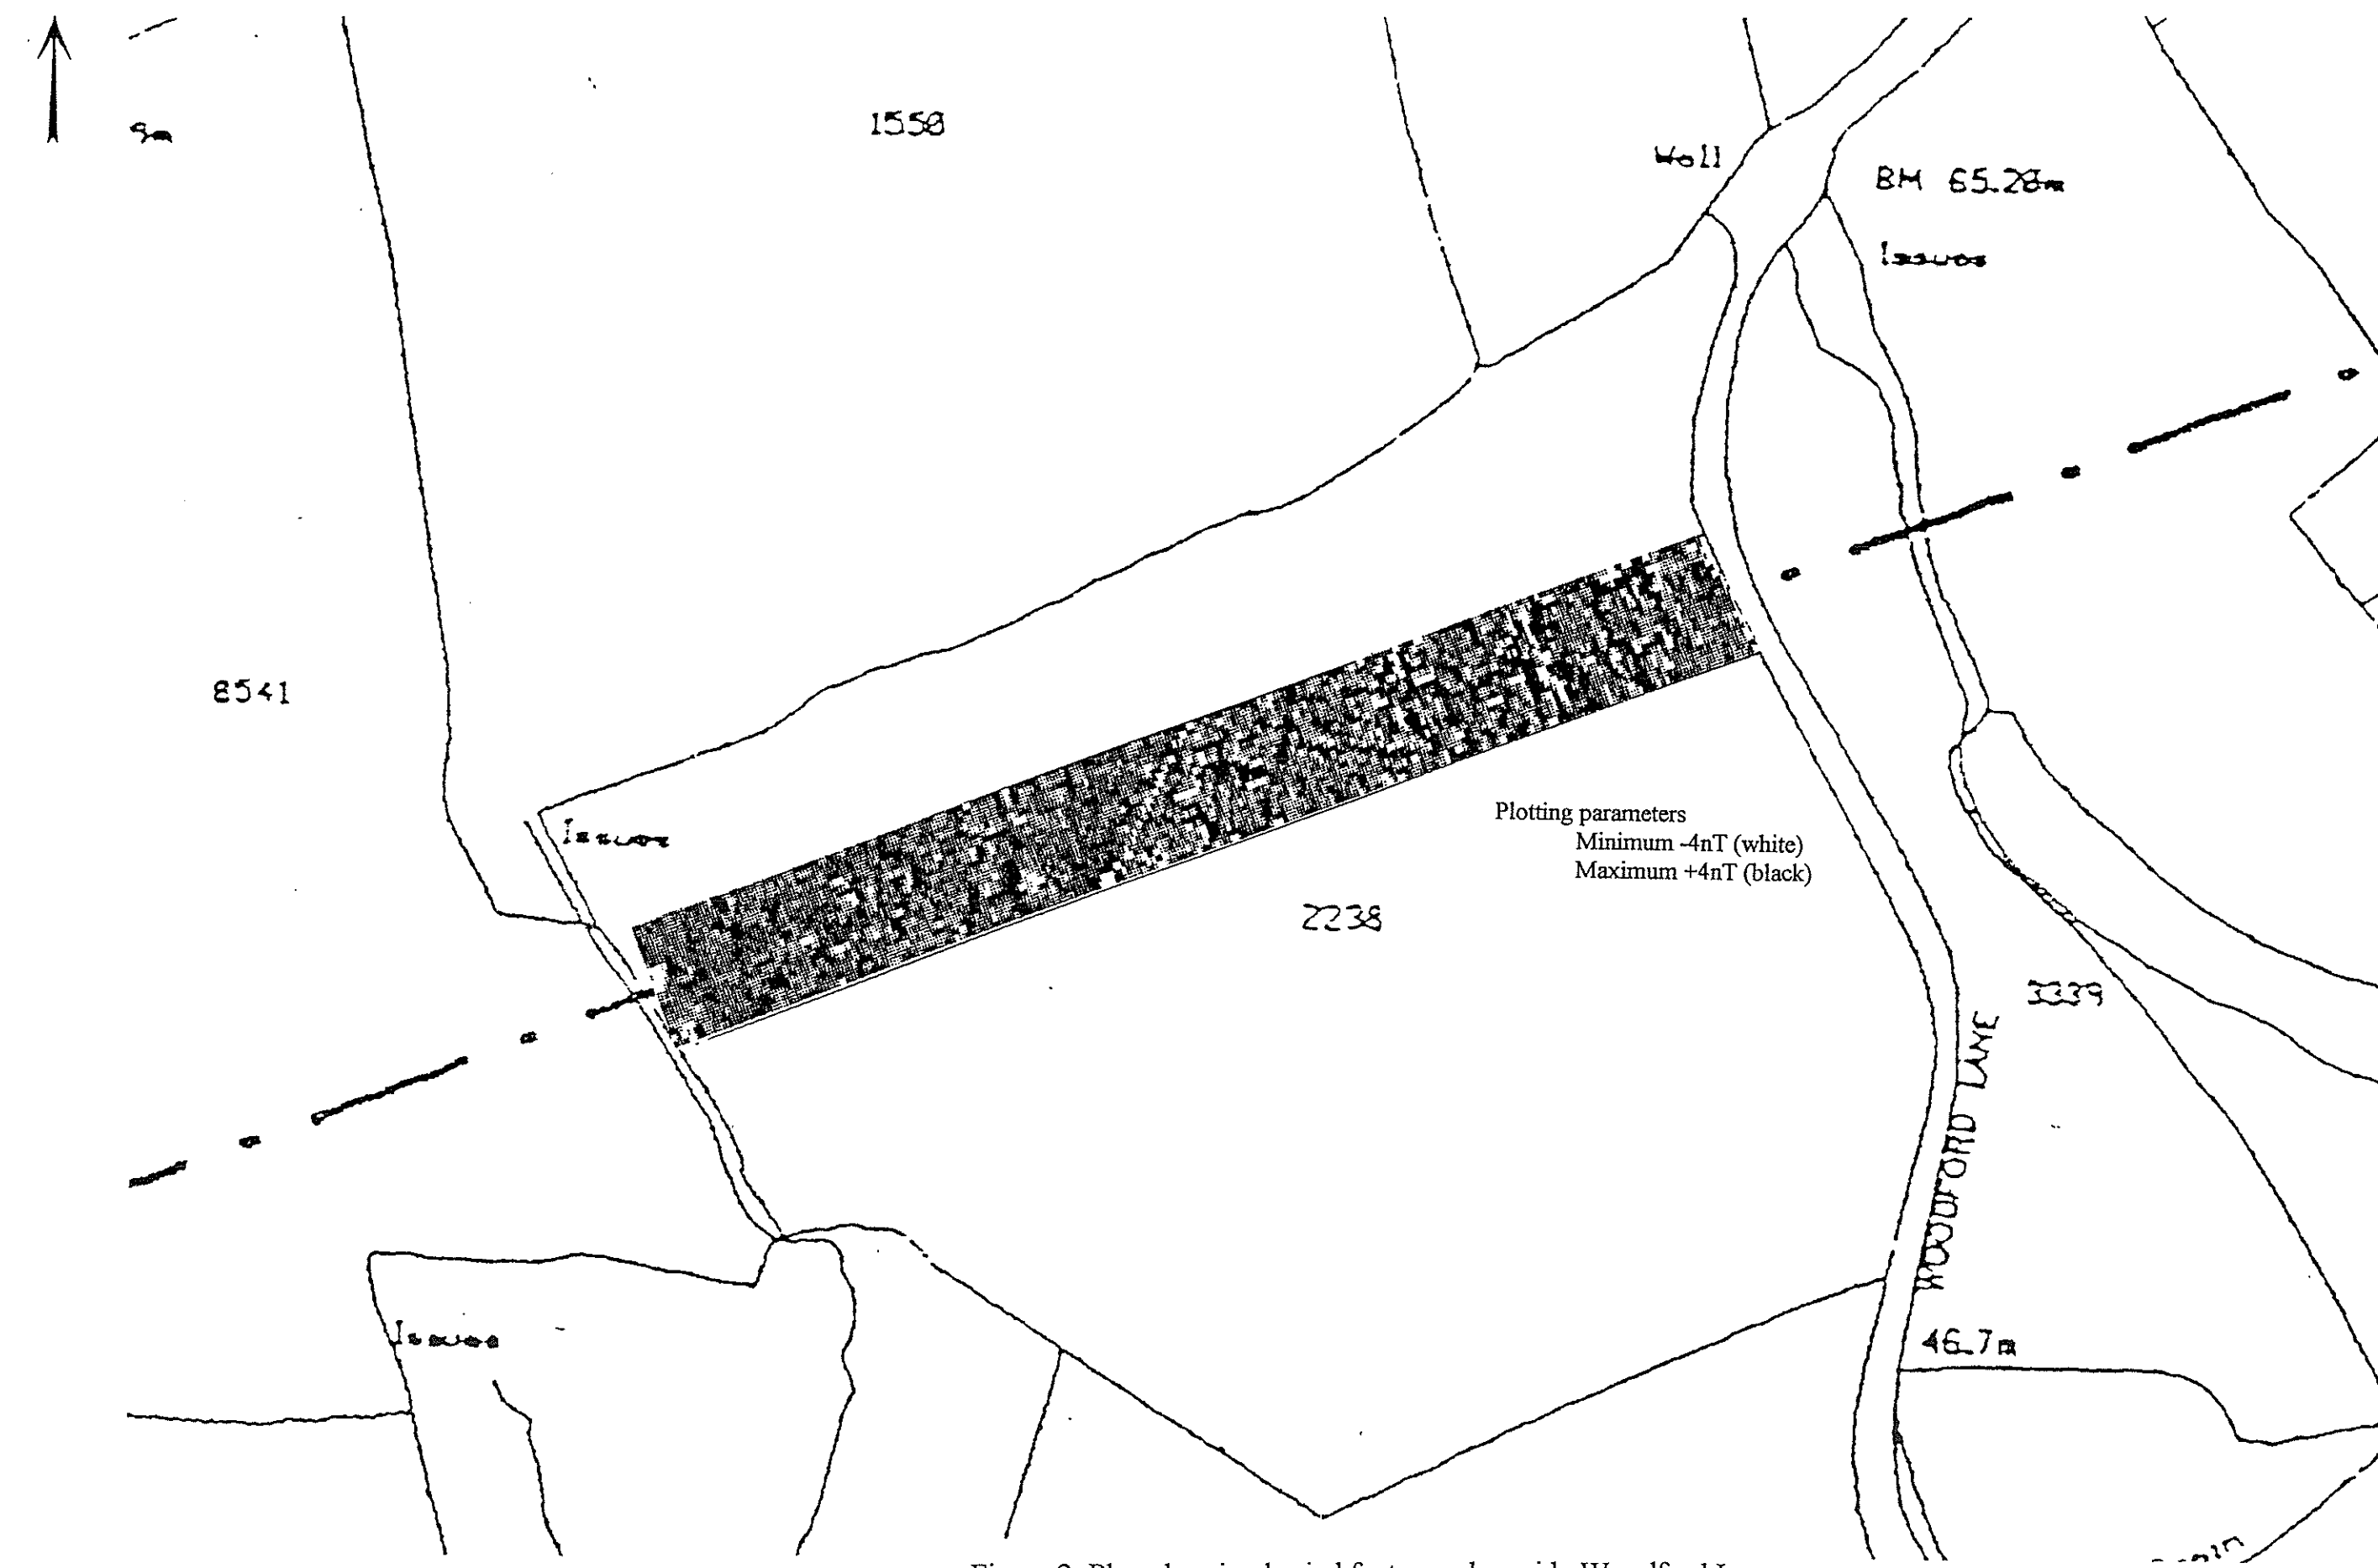 1550
Well
BM 65.28m
Issues
8541
Issues
Plotting parameters
Minimum -4nT (white)
Maximum +4nT (black)
2238
3339
WOODFORD LANE
Issues
46.7m